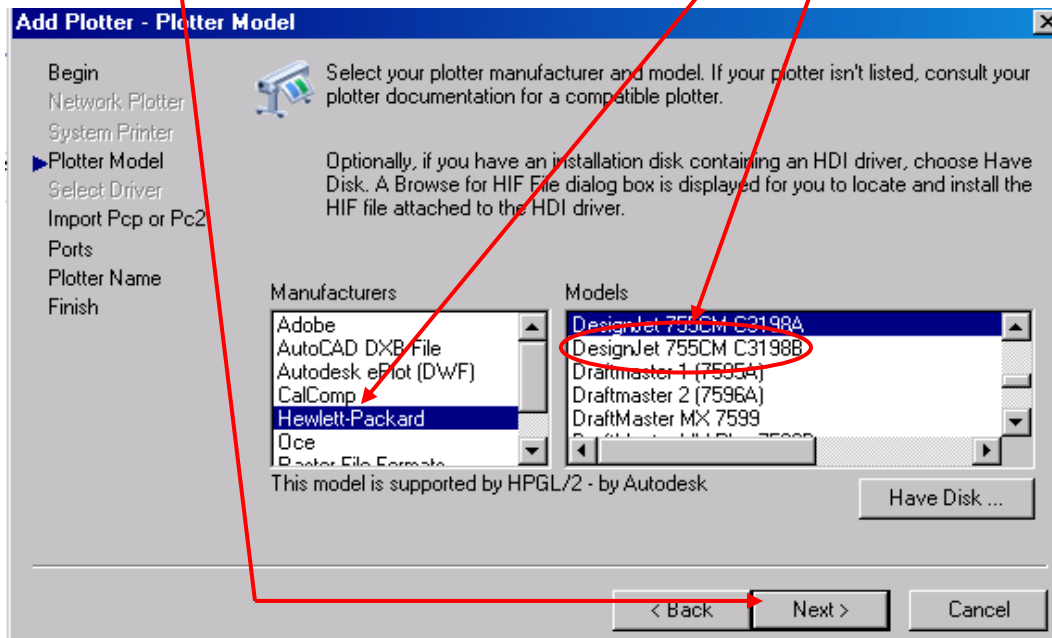 Add Plotter - Plotter Model
Begin
Network Plotter
System Printer
Plotter Model
Select Driver
Import Pcp or Pc2
Ports
Plotter Name
Finish
Select your plotter manufacturer and model. If your plotter isn't listed, consult your
plotter documentation for a compatible plotter.
Optionally, if you have an installation disk containing an HDI driver, choose Have
Disk. A Browse for HIF File dialog box is displayed for you to locate and install the
HIF file attached to the HDI driver.
Manufacturers
Adobe
AutoCAD DXB File
Autodesk ePlot (DWF)
CalComp
Hewlett-Packard
Oce
Raster File Formats
Models
DesignJet 755CM C3198A
DesignJet 755CM C3198B
Draftmaster 1 (7595A)
Draftmaster 2 (7596A)
DraftMaster MX 7599
This model is supported by HPGL/2 - by Autodesk
Have Disk ...
< Back
Next >
Cancel